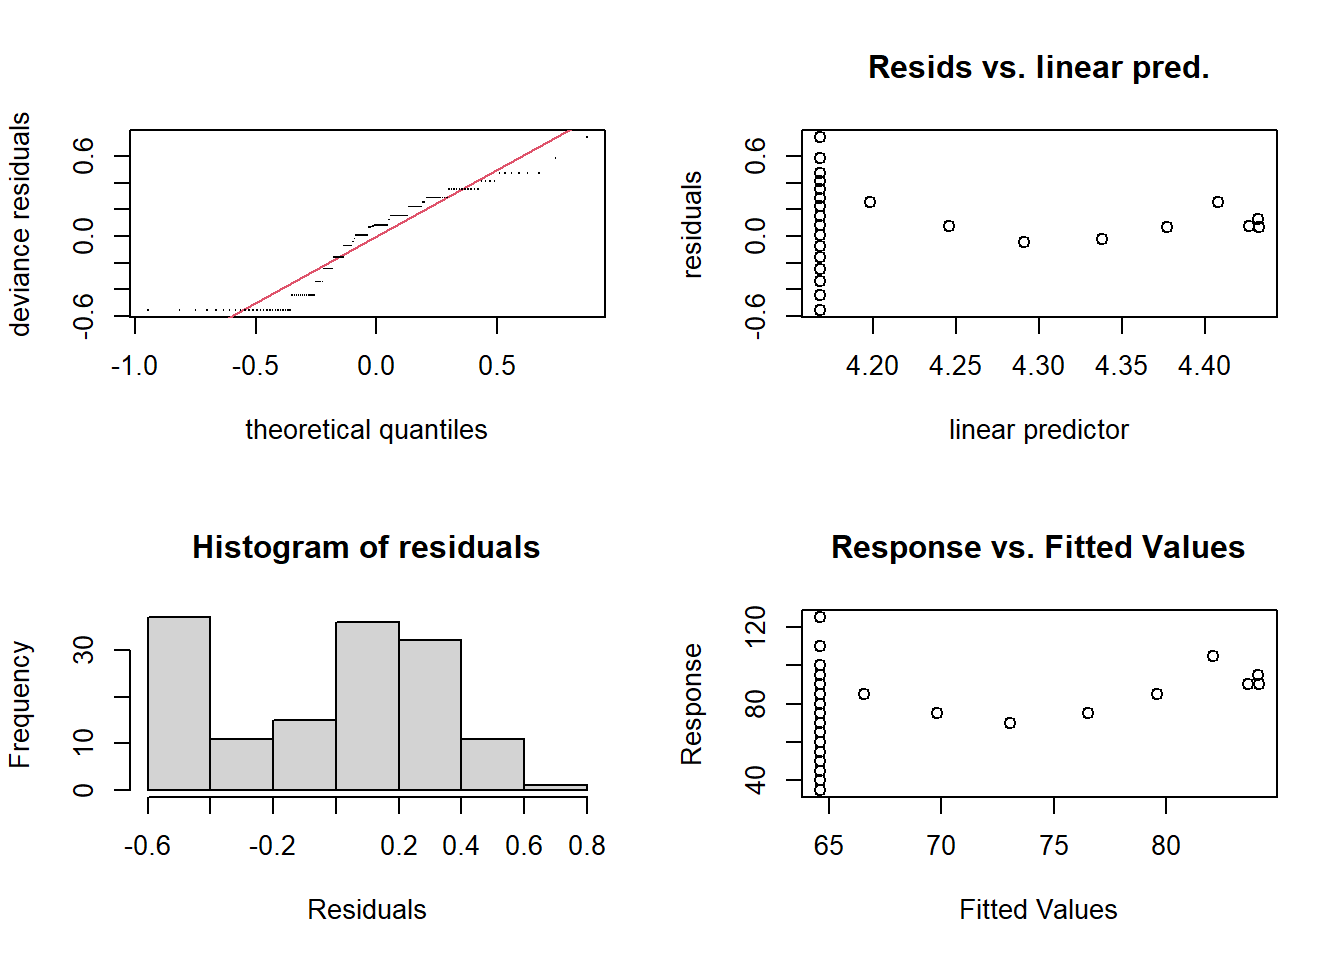 deviance residuals
-0.6 0.0 0.6
-1.0 -0.5 0.0 0.5
theoretical quantiles
Resids vs. linear pred.
residuals
-0.6 0.0 0.6
4.20 4.25 4.30 4.35 4.40
linear predictor
Histogram of residuals
Frequency
0 10 30
-0.6 -0.2 0.2 0.4 0.6 0.8
Residuals
Response vs. Fitted Values
Response
40 80 120
65 70 75 80
Fitted Values